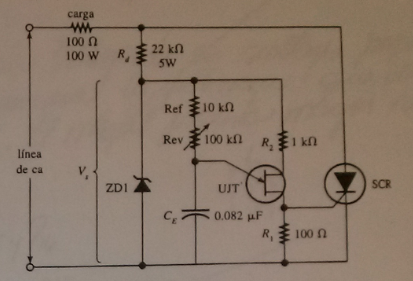 carga
100 Ω
100 W
R_d
22 kΩ
5W
Ref
10 kΩ
Rev
100 kΩ
R_2
1 kΩ
línea
de ca
V_s
ZD1
UJT
SCR
C_E
0.082 μF
R_1
100 Ω